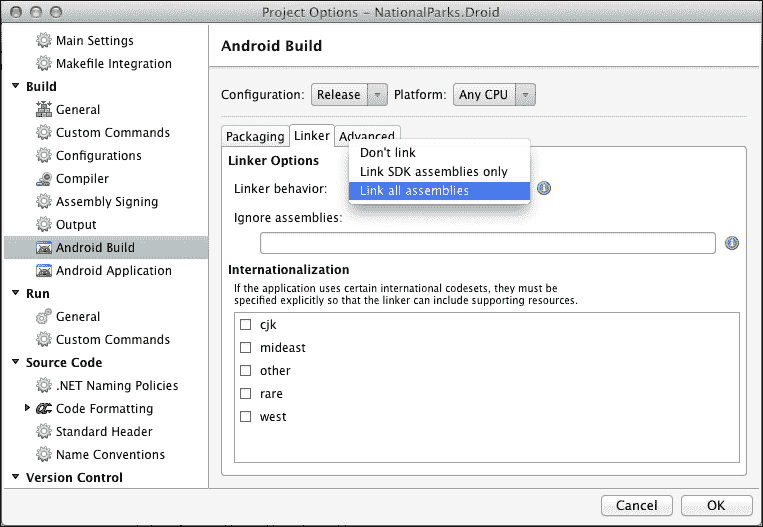 Project Options – NationalParks.Droid
Main Settings
Makefile Integration
Build
General
Custom Commands
Configurations
Compiler
Assembly Signing
Output
Android Build
Android Application
Run
General
Custom Commands
Source Code
.NET Naming Policies
Code Formatting
Standard Header
Name Conventions
Version Control
Android Build
Configuration: Release Platform: Any CPU
Packaging Linker Advanced
Linker Options
Linker behavior:
Don't link
Link SDK assemblies only
Link all assemblies
Ignore assemblies:
Internationalization
If the application uses certain international codesets, they must be
specified explicitly so that the linker can include supporting resources.
cjk
mideast
other
rare
west
Cancel OK